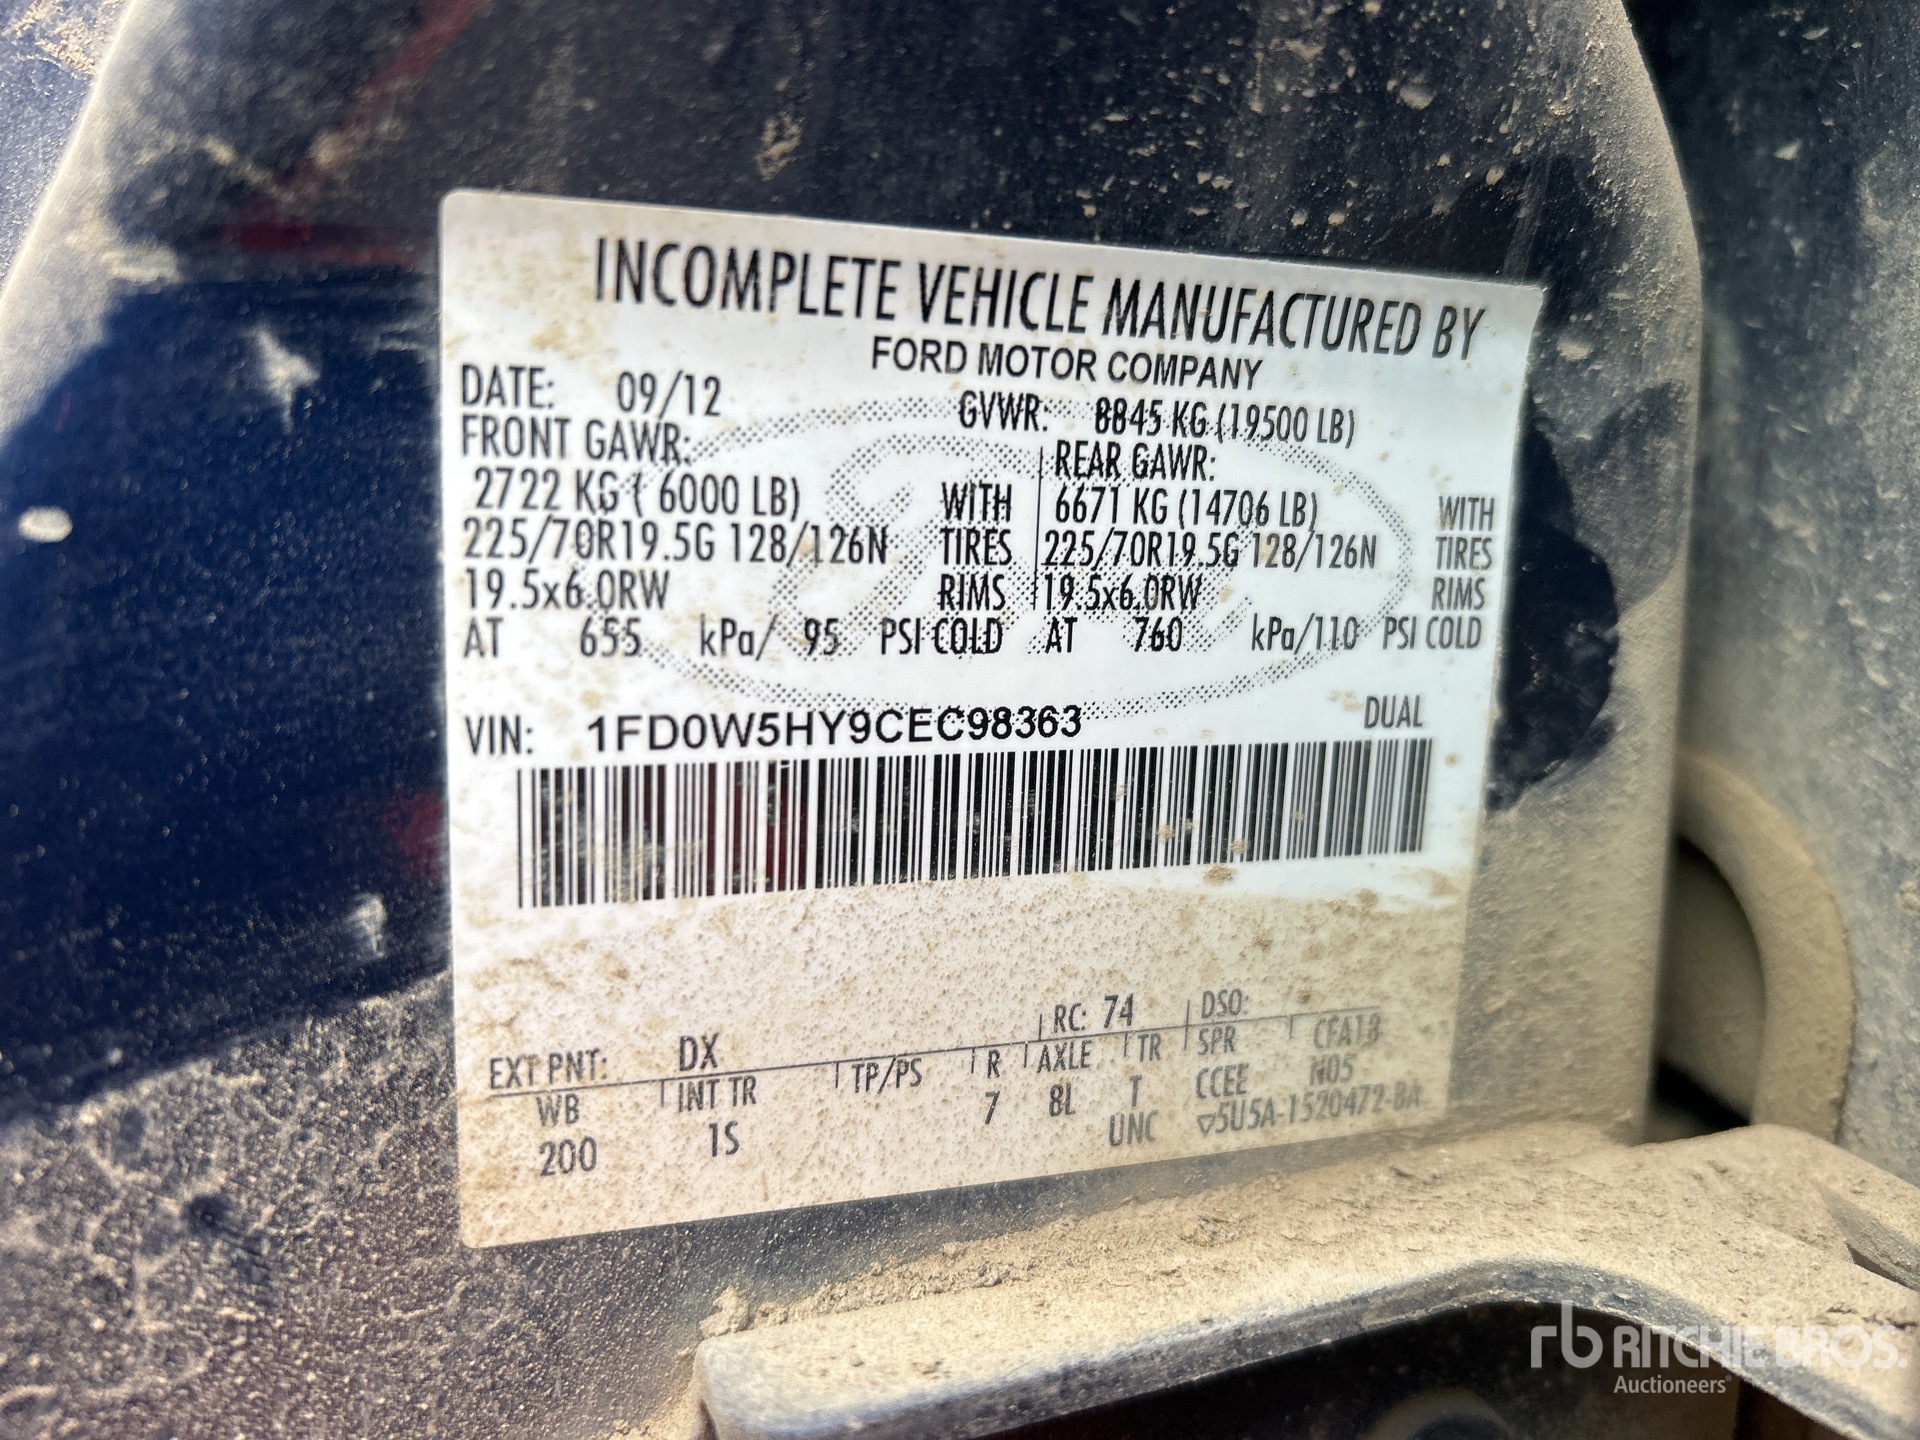 INCOMPLETE VEHICLE MANUFACTURED BY
FORD MOTOR COMPANY
DATE: 09/12 GVWR: 8845 KG (19500 LB)
FRONT GAWR: REAR GAWR:
2722 KG ( 6000 LB) WITH 6671 KG (14706 LB) WITH
225/70R19.5G 128/126N TIRES 225/70R19.5G 128/126N TIRES
19.5x6.0RW RIMS 19.5x6.0RW RIMS
AT 655 kPa/ 95 PSI COLD AT 760 kPa/110 PSI COLD
VIN: 1FD0W5HY9CEC98363 DUAL
EXT PNT: DX RC: 74 DSO:
WB INT TR TP/PS R AXLE TR SPR CFA18
200 1S 7 8L T CCEE N05
UNC ▽5U5A-1520472-BA
rb RITCHIE BROS.
Auctioneers